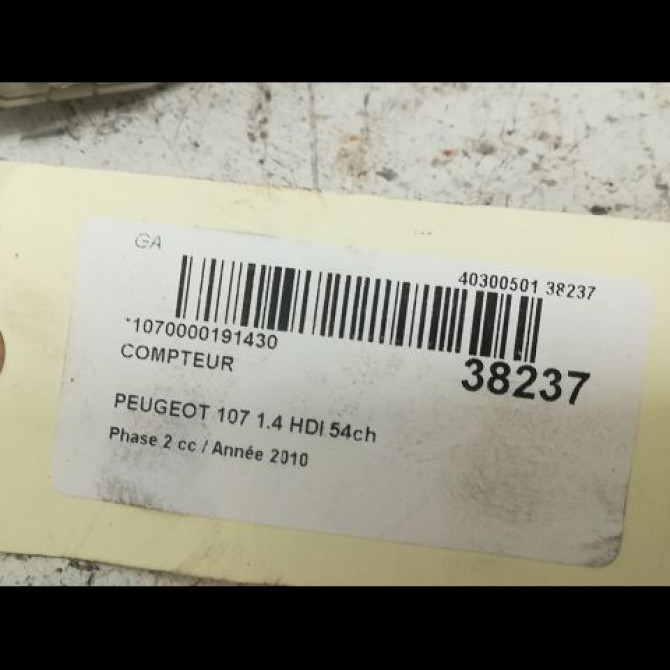 GA
40300501 38237
*1070000191430
COMPTEUR
38237
PEUGEOT 107 1.4 HDI 54ch
Phase 2 cc / Année 2010